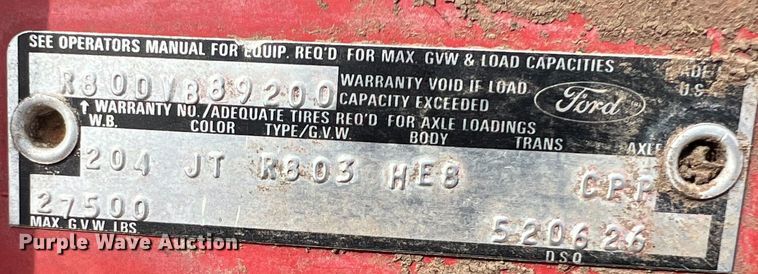 SEE OPERATORS MANUAL FOR EQUIP. REQ'D FOR MAX. GVW & LOAD CAPACITIES
R80DVB89200
WARRANTY VOID IF LOAD CAPACITY EXCEEDED
Ford
U.S.
↑ WARRANTY NO./ADEQUATE TIRES REQ'D FOR AXLE LOADINGS
W.B. COLOR TYPE/G.V.W. BODY TRANS AXLE
204 JT R803 HE8 CPP
27500 520626
MAX. G.V.W. LBS D S O
Purple Wave Auction